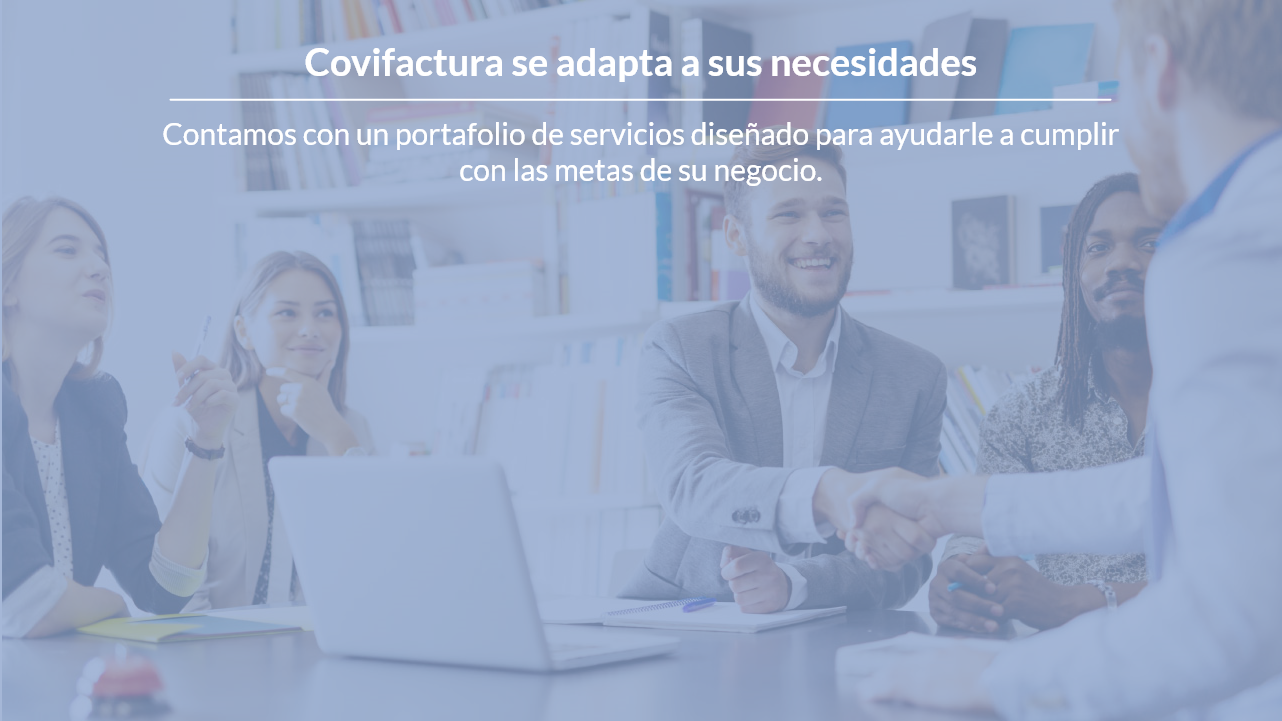 Covifactura se adapta a sus necesidades
Contamos con un portafolio de servicios diseñado para ayudarle a cumplir
con las metas de su negocio.